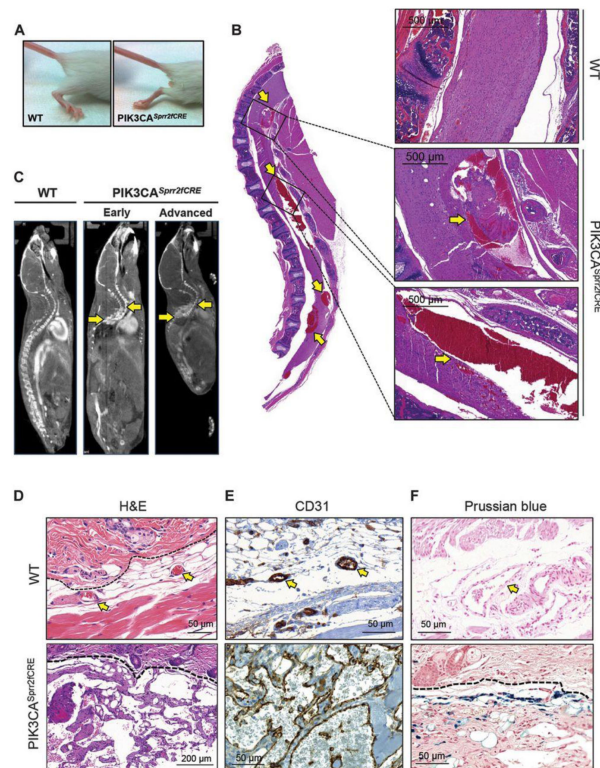 A
WT
PIK3CA^Sprr2fCRE
B
500 µm
WT
500 µm
500 µm
PIK3CA^Sprr2fCRE
C
WT
PIK3CA^Sprr2fCRE
Early
Advanced
D
H&E
E
CD31
F
Prussian blue
WT
50 µm
50 µm
50 µm
PIK3CA^Sprr2fCRE
200 µm
50 µm
50 µm